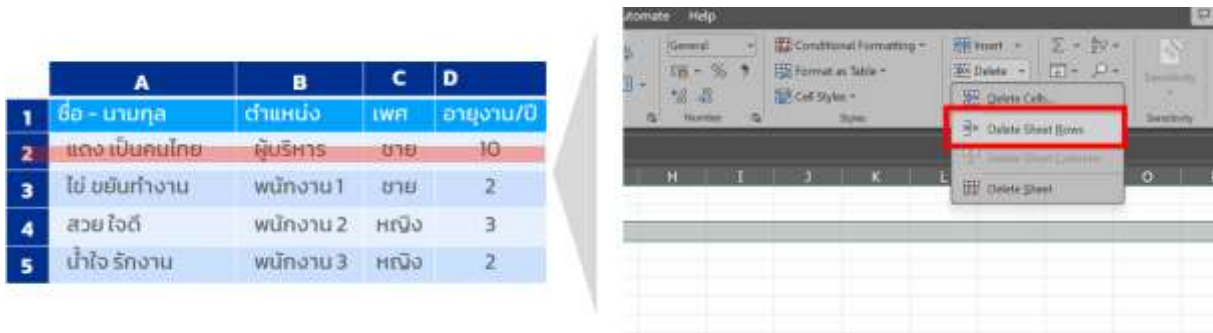 A B C D
1 ชื่อ - นามกุล ตำแหน่ง เพศ อายุงาน/ปี
2 แดง เป็นคนไทย ผู้บริหาร ชาย 10
3 ไข่ ขยันทำงาน พนักงาน 1 ชาย 2
4 สวย ใจดี พนักงาน 2 หญิง 3
5 น้ำใจ รักงาน พนักงาน 3 หญิง 2
utomate Help
General Conditional Formatting Insert
Format as Table Delete
Cell Styles
Number Styles
Sensitivity
Sensitivity
Delete Cells...
Delete Sheet Rows
Delete Sheet Columns
Delete Sheet
H I J K L O